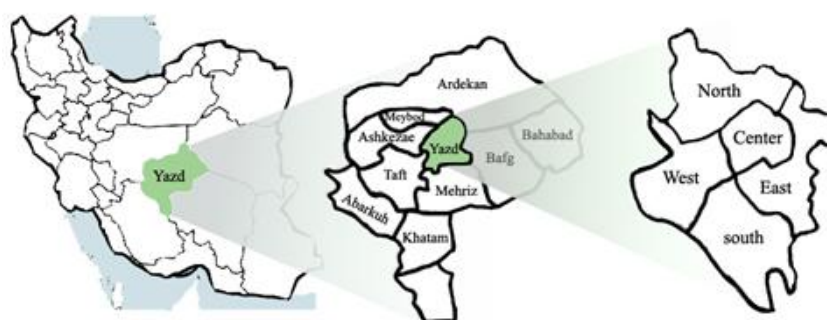 Yazd
Ardekan
Meybod
Ashkezae
Yazd
Bafg
Bahabad
Taft
Mehriz
Abarkuh
Khatam
North
Center
West
East
south